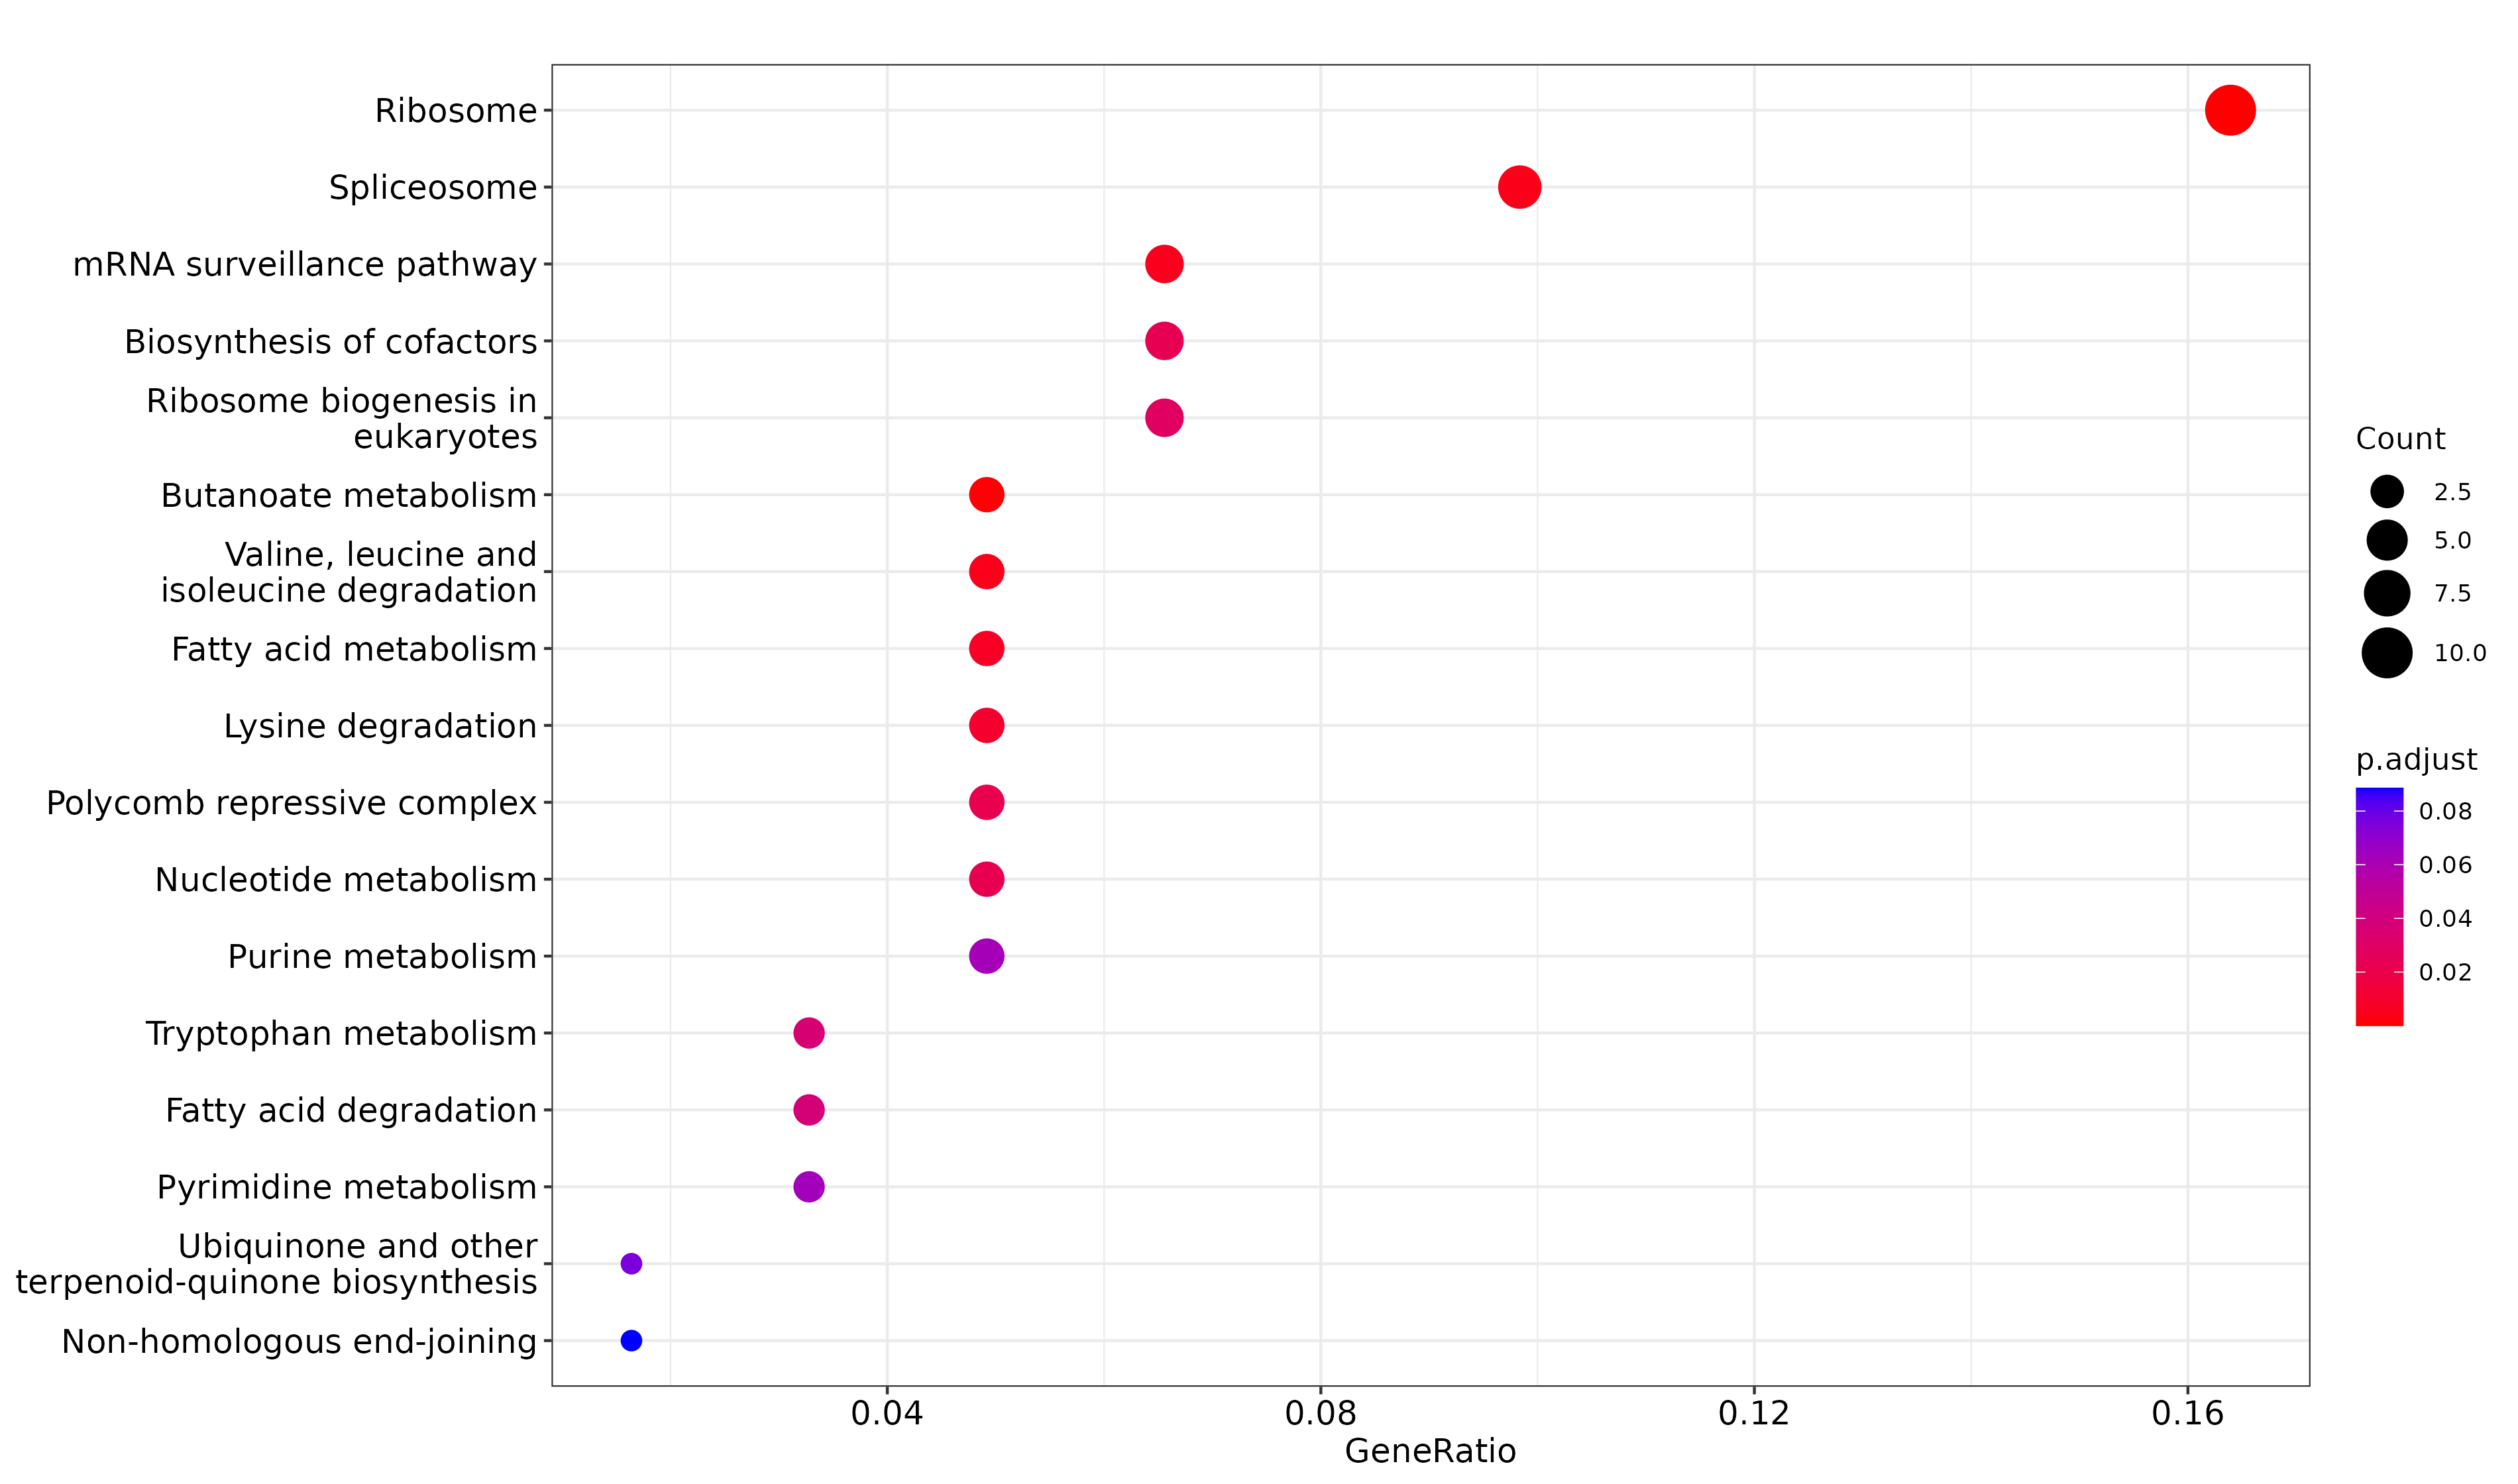 Ribosome
Spliceosome
mRNA surveillance pathway
Biosynthesis of cofactors
Ribosome biogenesis in
eukaryotes
Butanoate metabolism
Valine, leucine and
isoleucine degradation
Fatty acid metabolism
Lysine degradation
Polycomb repressive complex
Nucleotide metabolism
Purine metabolism
Tryptophan metabolism
Fatty acid degradation
Pyrimidine metabolism
Ubiquinone and other
terpenoid-quinone biosynthesis
Non-homologous end-joining
0.04 0.08 0.12 0.16
GeneRatio
Count
2.5
5.0
7.5
10.0
p.adjust
0.08
0.06
0.04
0.02